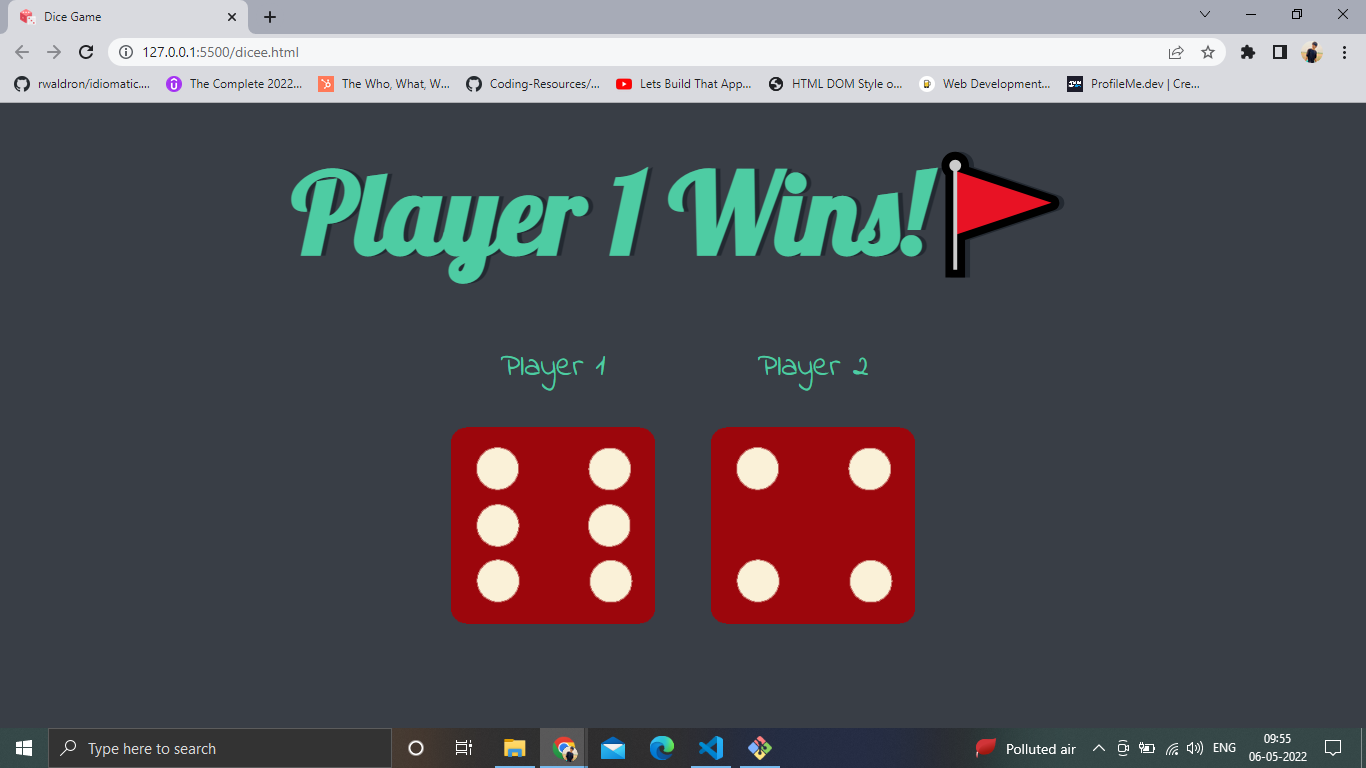 Dice Game
127.0.0.1:5500/dicee.html
rwaldron/idiomatic.... The Complete 2022... The Who, What, W... Coding-Resources/... Lets Build That App... HTML DOM Style o... Web Development... ProfileMe.dev | Cre...
Player 1 Wins!
Player 1 Player 2
Type here to search
Polluted air
ENG
09:55
06-05-2022